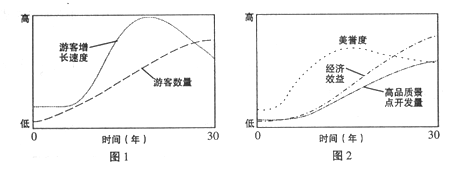 高
游客增
长速度
游客数量
低
0
时间（年）
30
图1
高
美誉度
经济
效益
高品质景
点开发量
低
0
时间（年）
30
图2